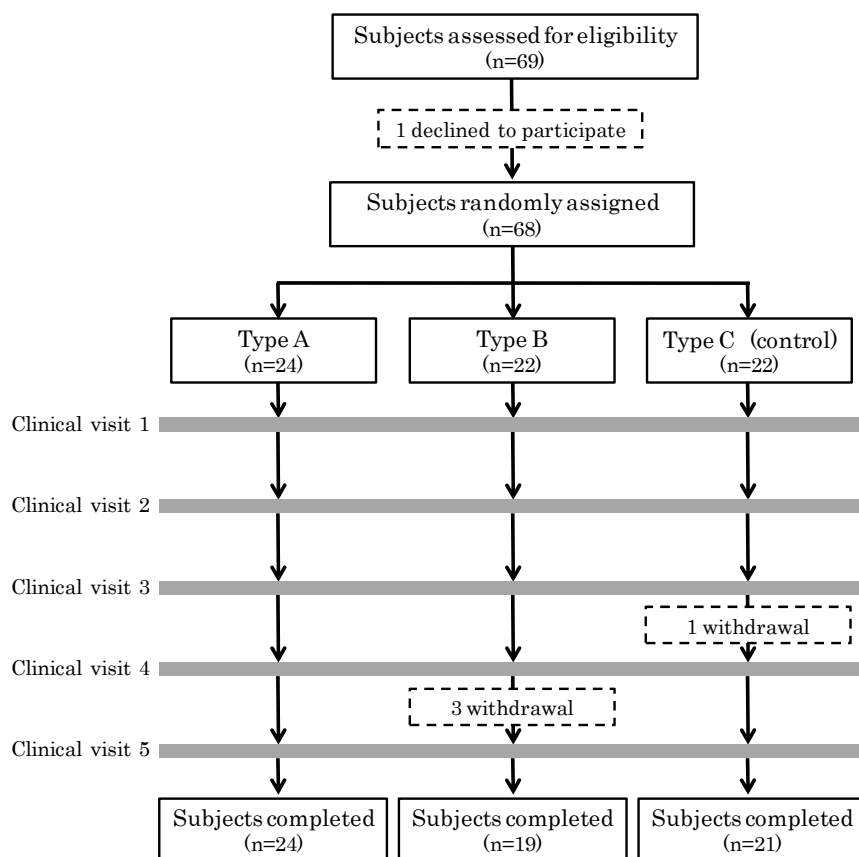 Subjects assessed for eligibility
(n=69)
1 declined to participate
Subjects randomly assigned
(n=68)
Type A
(n=24)
Type B
(n=22)
Type C (control)
(n=22)
Clinical visit 1
Clinical visit 2
Clinical visit 3
1 withdrawal
Clinical visit 4
3 withdrawal
Clinical visit 5
Subjects completed
(n=24)
Subjects completed
(n=19)
Subjects completed
(n=21)